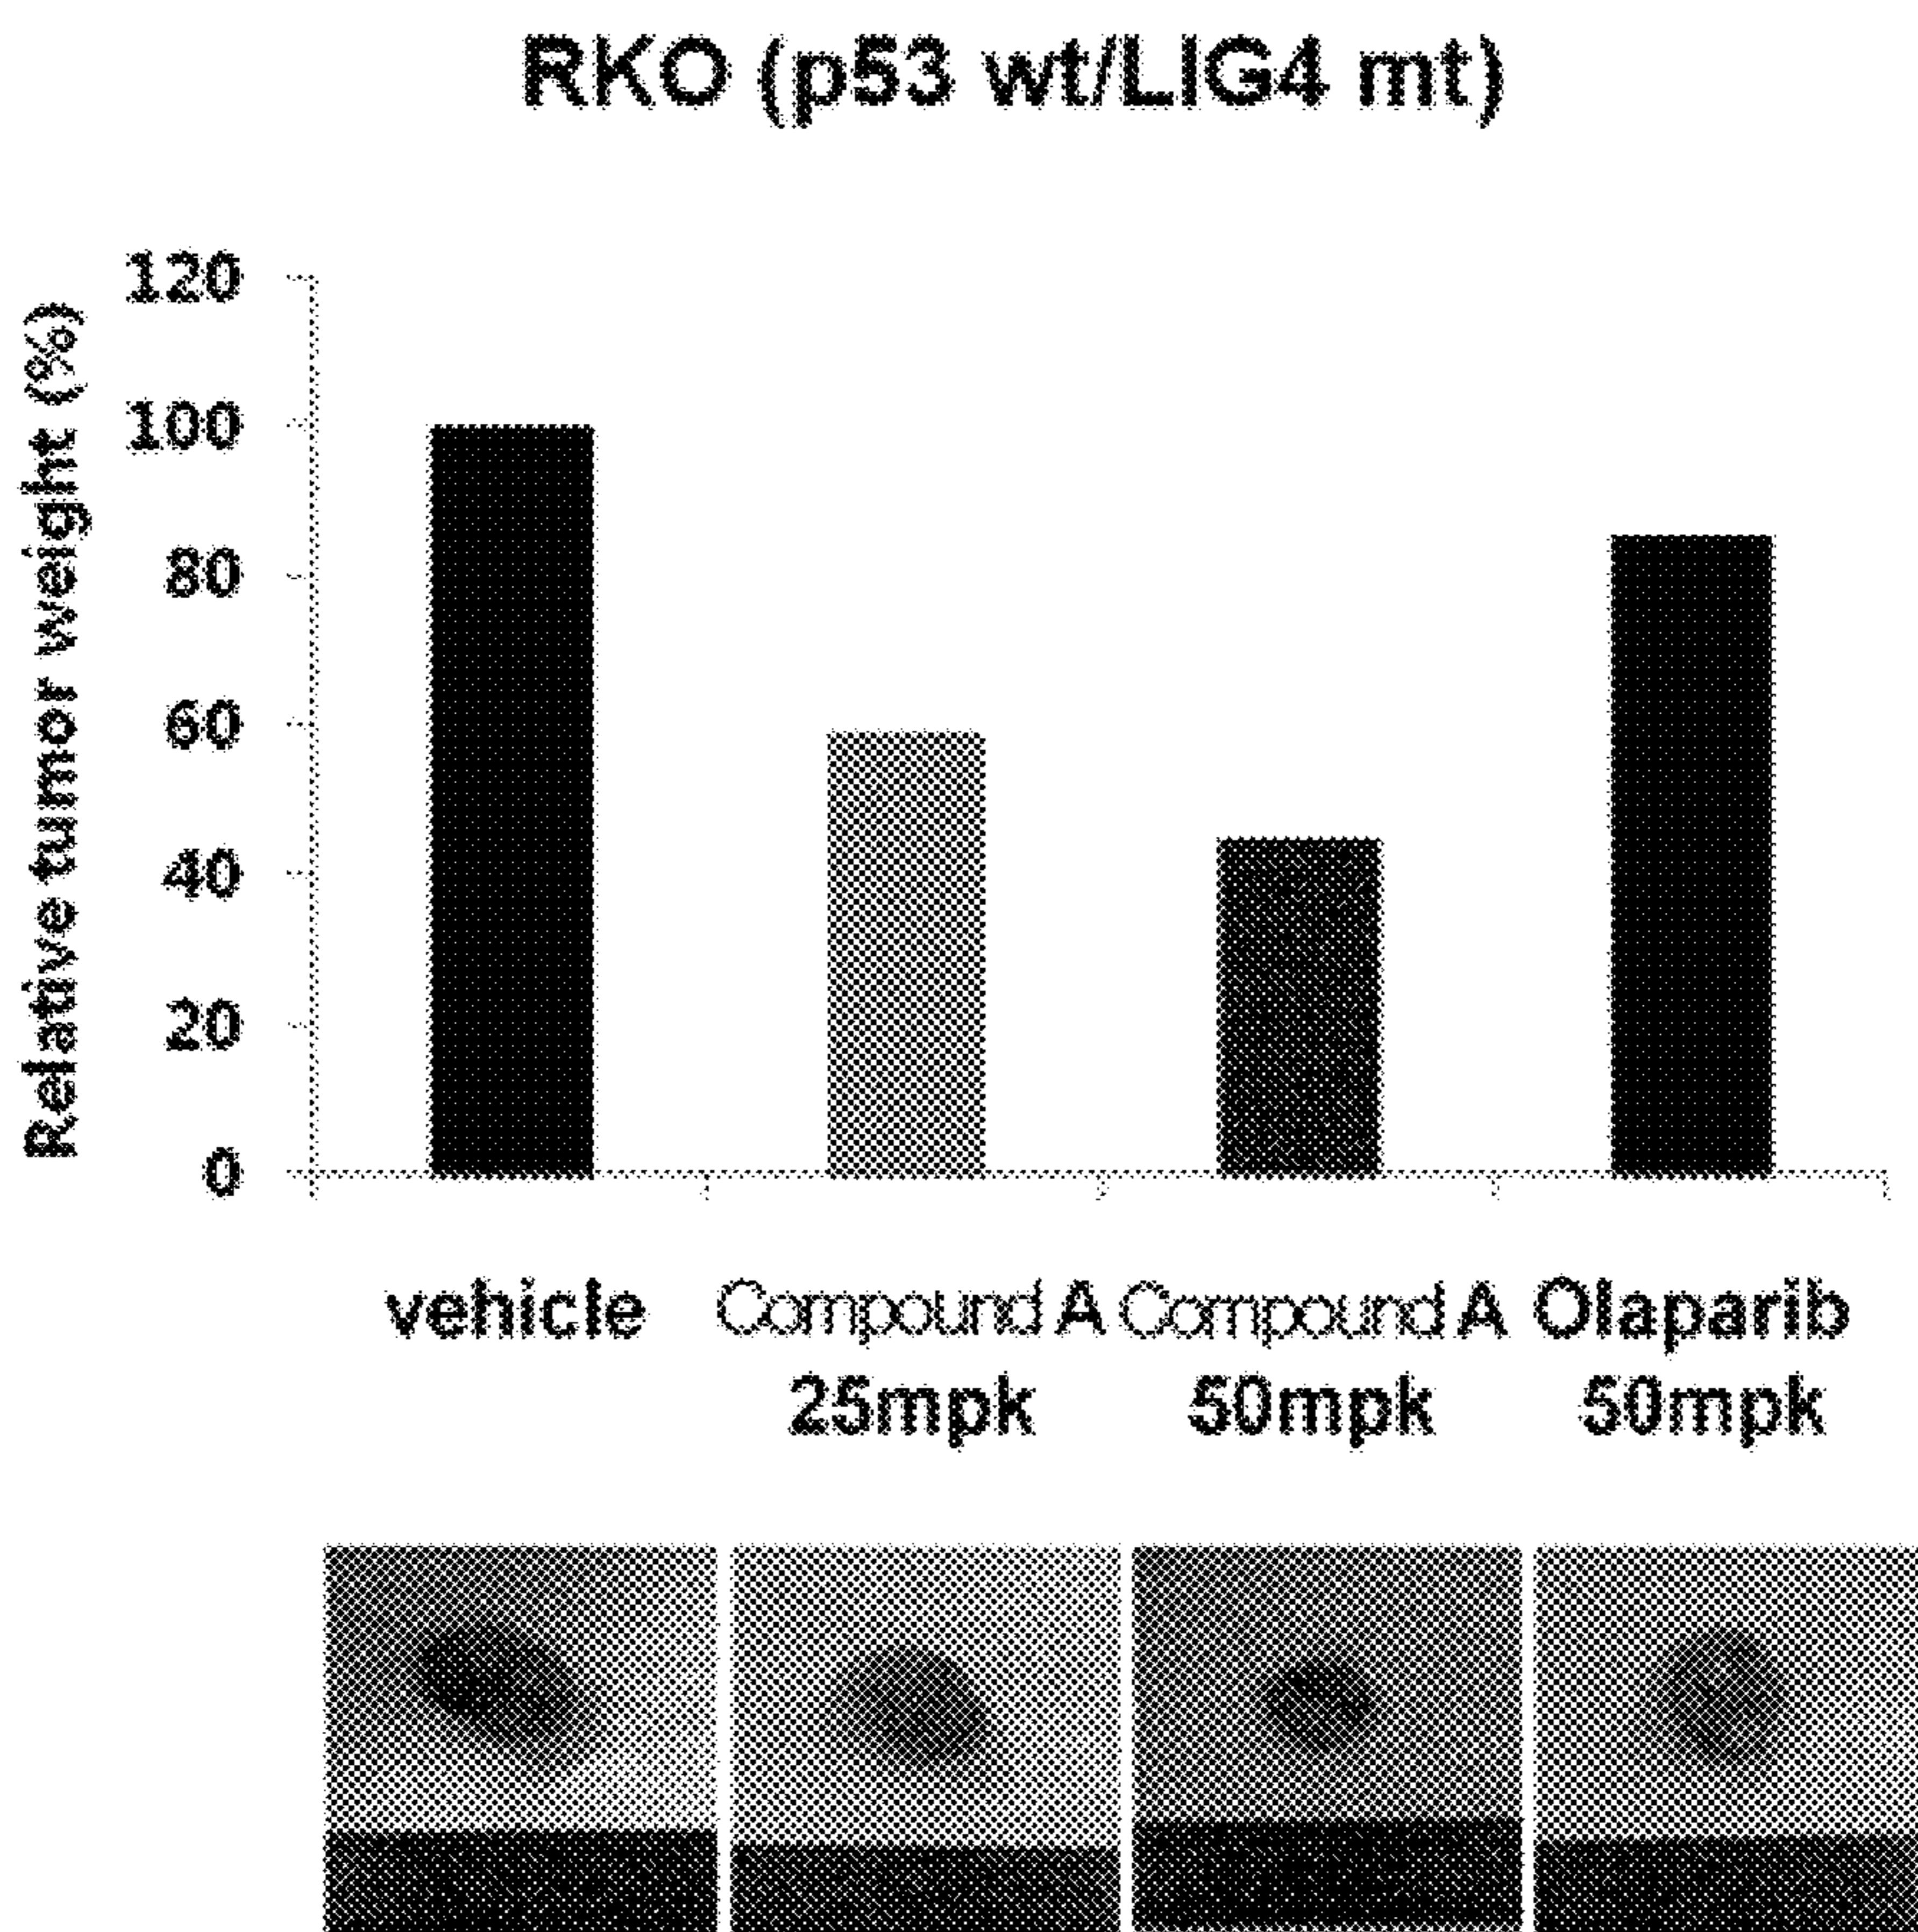 RKO (p53 wt/LIG4 mt)
Relative tumor weight (%)
120
100
80
60
40
20
0
vehicle
Compound A
25mpk
Compound A
50mpk
Olaparib
50mpk